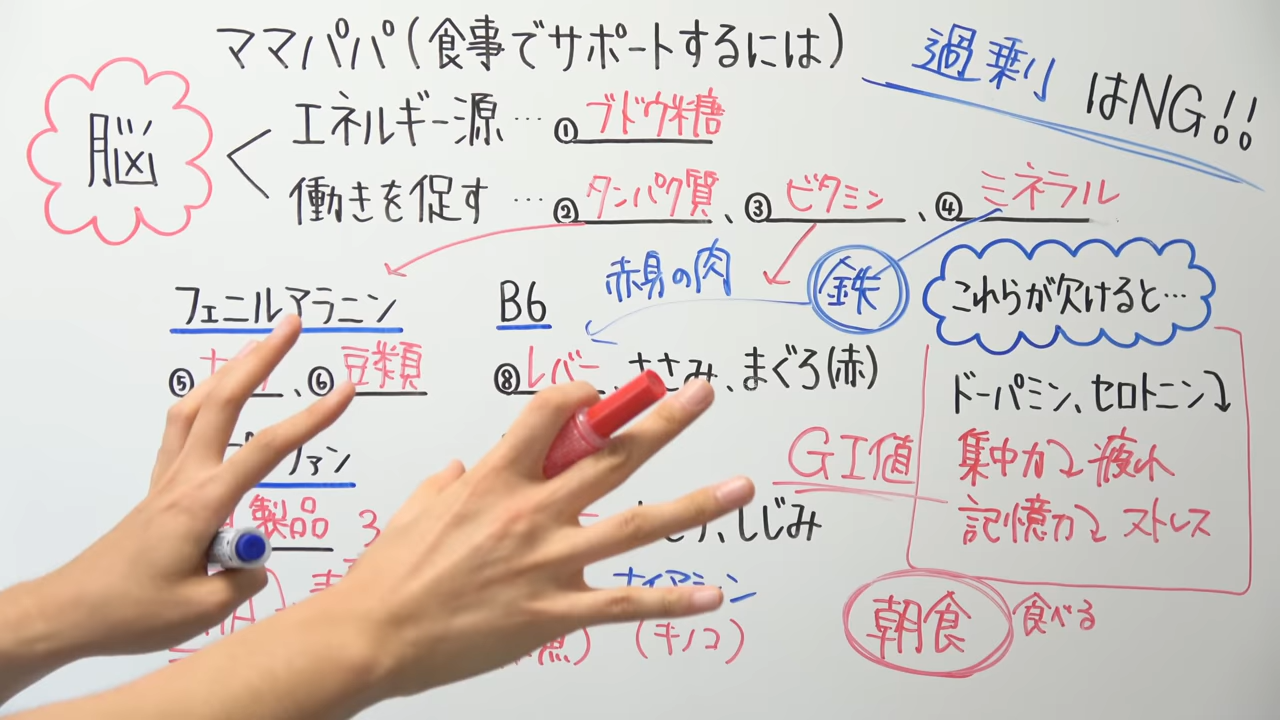 ママパパ(食事でサポートするには)
過剰はNG!!
脳
エネルギー源…①ブドウ糖
働きを促す…②タンパク質、③ビタミン、④ミネラル
赤身の肉
鉄
これらが欠けると…
フェニルアラニン
B6
⑤
、⑥豆類
⑧レバー、ささみ、まぐろ(赤)
ドーパミン、セロトニン↓
集中力↓疲れ
記憶力↓ストレス
GI値
ファン
製品 3
、しじみ
ナイアシン
(キノコ)
朝食 食べる